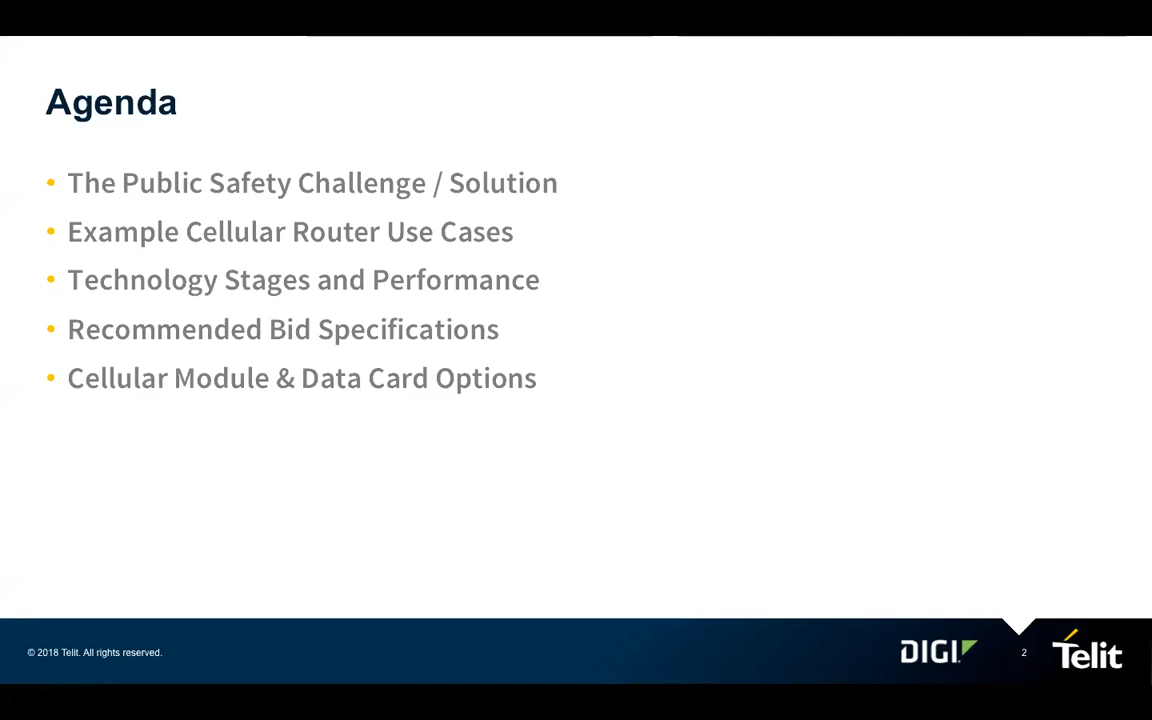 Agenda
• The Public Safety Challenge / Solution
• Example Cellular Router Use Cases
• Technology Stages and Performance
• Recommended Bid Specifications
• Cellular Module & Data Card Options
© 2018 Telit. All rights reserved.
DIGI
2
Telit